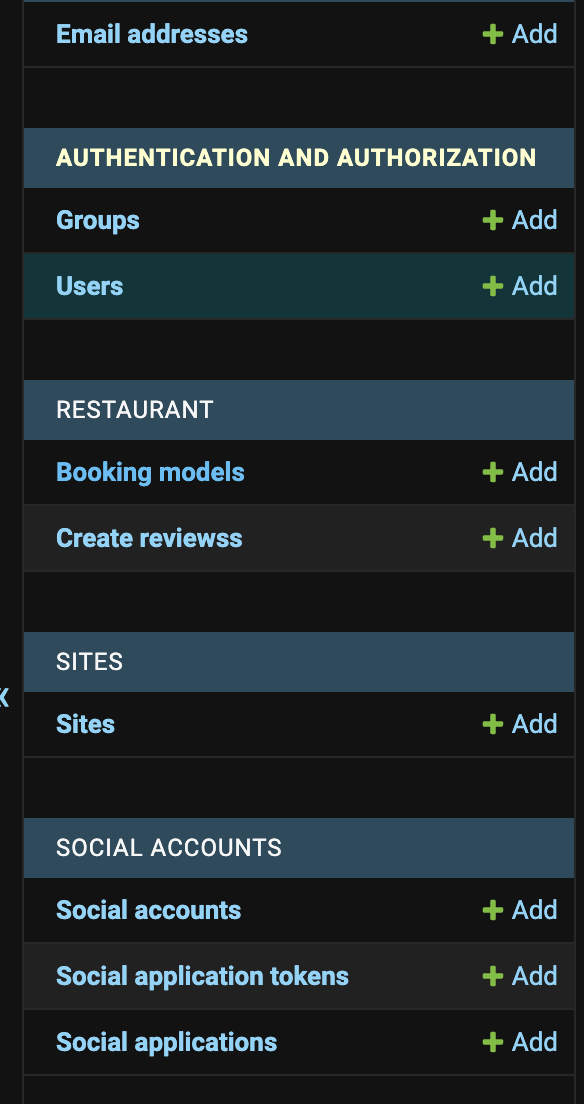 Email addresses + Add
AUTHENTICATION AND AUTHORIZATION
Groups + Add
Users + Add
RESTAURANT
Booking models + Add
Create reviewss + Add
SITES
«
Sites + Add
SOCIAL ACCOUNTS
Social accounts + Add
Social application tokens + Add
Social applications + Add